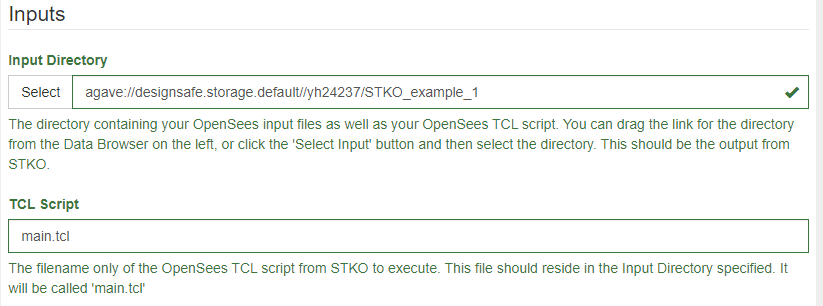 Inputs
Input Directory
Select agave://designsafe.storage.default//yh24237/STKO_example_1
The directory containing your OpenSees input files as well as your OpenSees TCL script. You can drag the link for the directory
from the Data Browser on the left, or click the 'Select Input' button and then select the directory. This should be the output from
STKO.
TCL Script
main.tcl
The filename only of the OpenSees TCL script from STKO to execute. This file should reside in the Input Directory specified. It
will be called 'main.tcl'